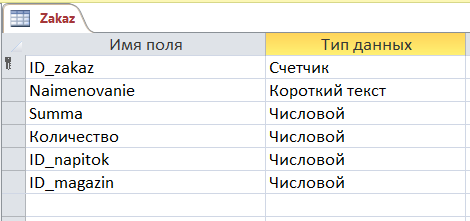 Zakaz
Имя поля Тип данных
ID_zakaz Счетчик
Naimenovanie Короткий текст
Summa Числовой
Количество Числовой
ID_napitok Числовой
ID_magazin Числовой